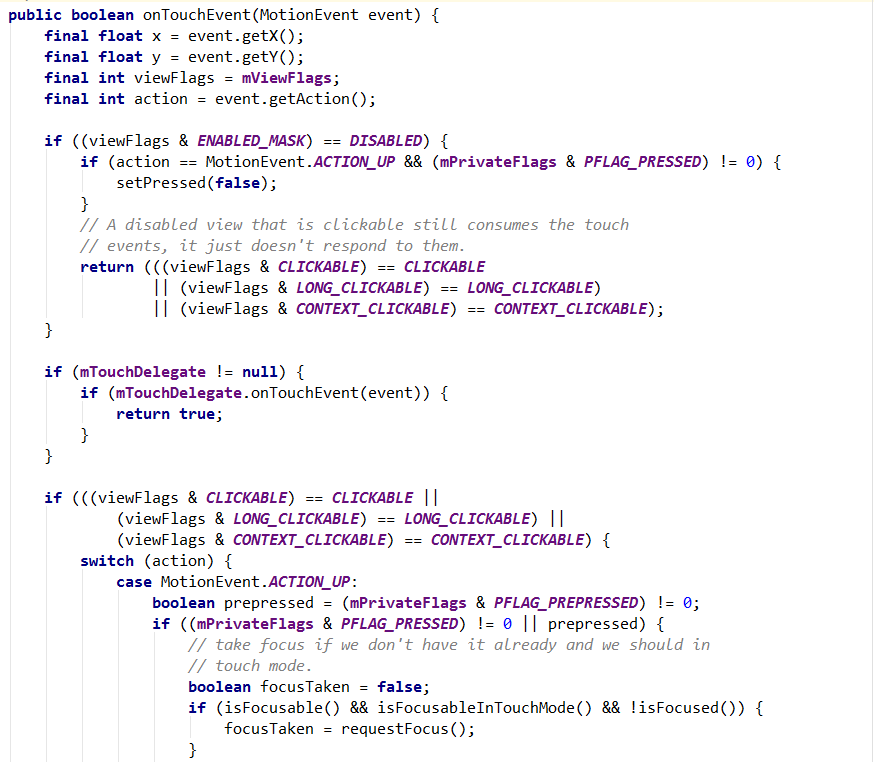 public boolean onTouchEvent(MotionEvent event) {
    final float x = event.getX();
    final float y = event.getY();
    final int viewFlags = mViewFlags;
    final int action = event.getAction();

    if ((viewFlags & ENABLED_MASK) == DISABLED) {
        if (action == MotionEvent.ACTION_UP && (mPrivateFlags & PFLAG_PRESSED) != 0) {
            setPressed(false);
        }
        // A disabled view that is clickable still consumes the touch
        // events, it just doesn't respond to them.
        return (((viewFlags & CLICKABLE) == CLICKABLE
                || (viewFlags & LONG_CLICKABLE) == LONG_CLICKABLE)
                || (viewFlags & CONTEXT_CLICKABLE) == CONTEXT_CLICKABLE);
    }

    if (mTouchDelegate != null) {
        if (mTouchDelegate.onTouchEvent(event)) {
            return true;
        }
    }

    if (((viewFlags & CLICKABLE) == CLICKABLE ||
            (viewFlags & LONG_CLICKABLE) == LONG_CLICKABLE) ||
            (viewFlags & CONTEXT_CLICKABLE) == CONTEXT_CLICKABLE) {
        switch (action) {
            case MotionEvent.ACTION_UP:
                boolean prepressed = (mPrivateFlags & PFLAG_PREPRESSED) != 0;
                if ((mPrivateFlags & PFLAG_PRESSED) != 0 || prepressed) {
                    // take focus if we don't have it already and we should in
                    // touch mode.
                    boolean focusTaken = false;
                    if (isFocusable() && isFocusableInTouchMode() && !isFocused()) {
                        focusTaken = requestFocus();
                    }